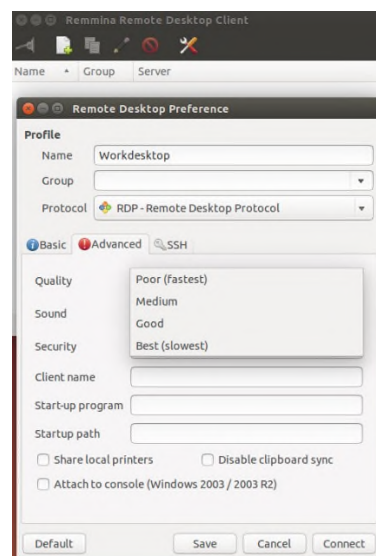 Remmina Remote Desktop Client
Name Group Server
Remote Desktop Preference
Profile
Name Workdesktop
Group
Protocol RDP - Remote Desktop Protocol
Basic Advanced SSH
Quality Poor (fastest)
Medium
Sound
Good
Security Best (slowest)
Client name
Start-up program
Startup path
Share local printers Disable clipboard sync
Attach to console (Windows 2003 / 2003 R2)
Default Save Cancel Connect